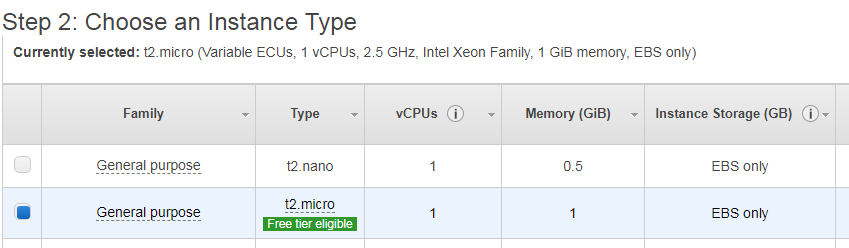 Step 2: Choose an Instance Type
Currently selected: t2.micro (Variable ECUs, 1 vCPUs, 2.5 GHz, Intel Xeon Family, 1 GiB memory, EBS only)
Family Type vCPUs i Memory (GiB) Instance Storage (GB) i
General purpose t2.nano 1 0.5 EBS only
General purpose t2.micro 1 1 EBS only
Free tier eligible